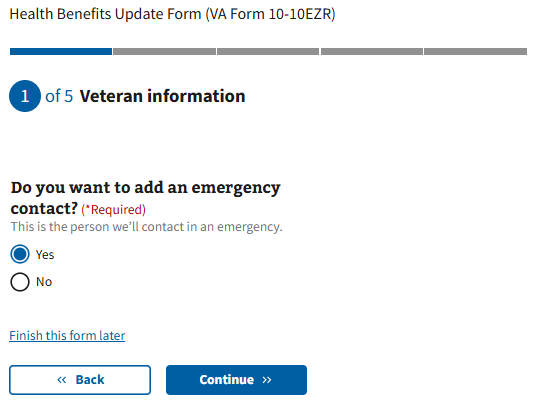 Health Benefits Update Form (VA Form 10-10EZR)
1 of 5 Veteran information
Do you want to add an emergency
contact? (*Required)
This is the person we’ll contact in an emergency.
Yes
No
Finish this form later
« Back
Continue »